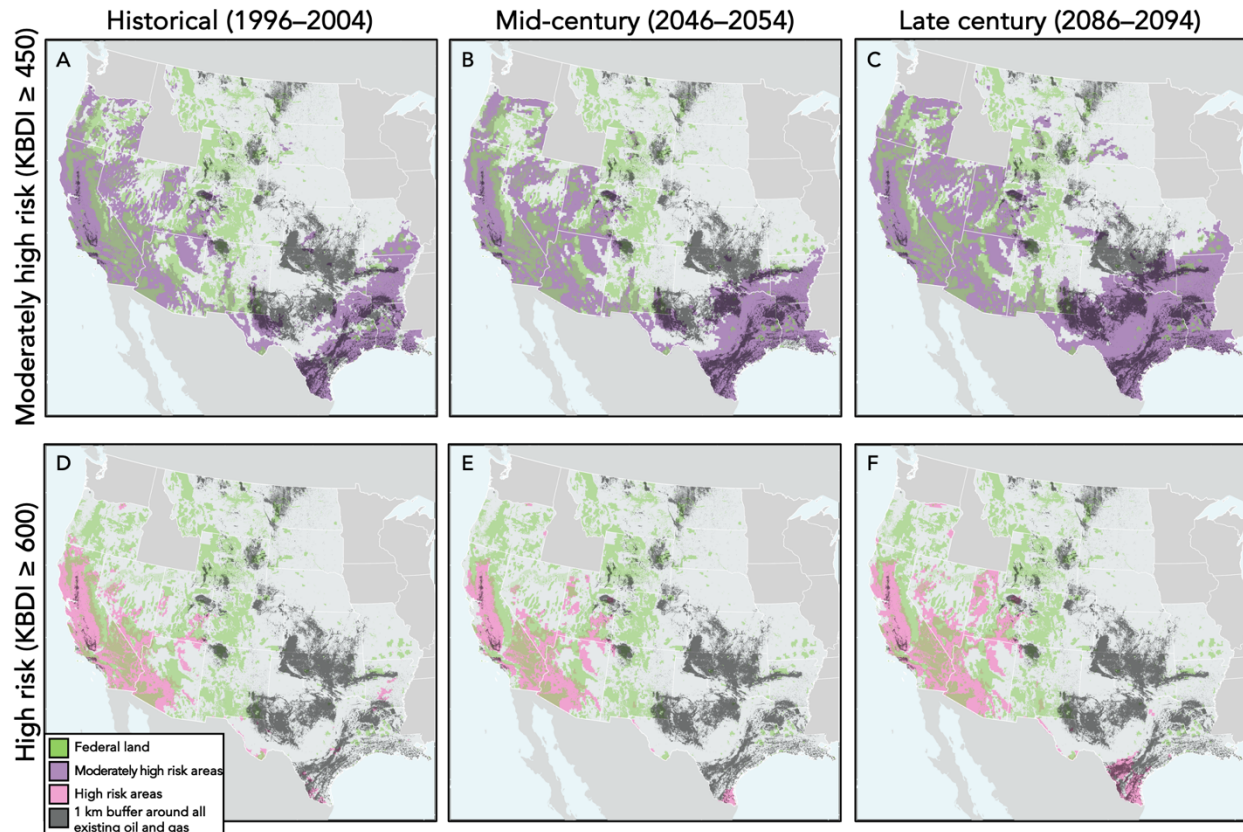 Historical (1996–2004)
Mid-century (2046–2054)
Late century (2086–2094)
Moderately high risk (KBDI ≥ 450)
A
B
C
High risk (KBDI ≥ 600)
D
E
F
Federal land
Moderately high risk areas
High risk areas
1 km buffer around all
existing oil and gas